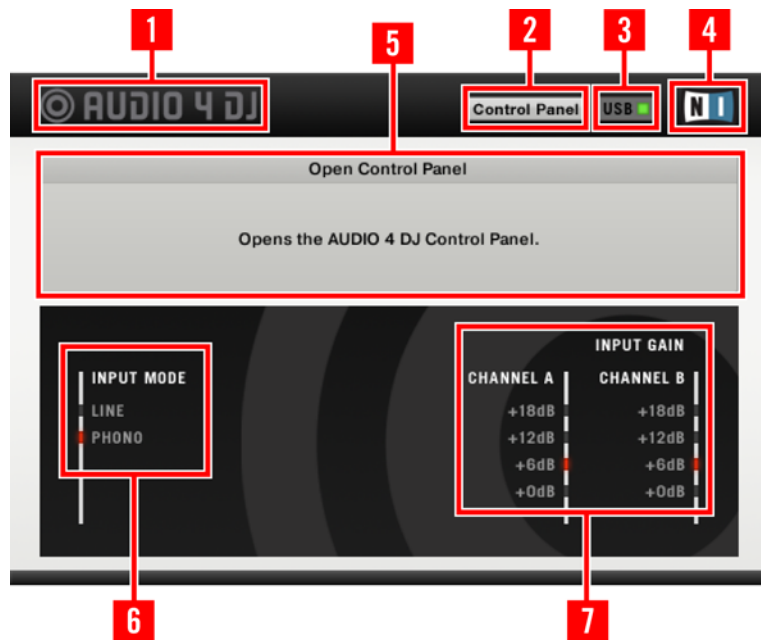 1
5
2
3
4
AUDIO 4 DJ
Control Panel
USB
NI
Open Control Panel
Opens the AUDIO 4 DJ Control Panel.
INPUT MODE
LINE
PHONO
INPUT GAIN
CHANNEL A CHANNEL B
+18dB +18dB
+12dB +12dB
+6dB +6dB
+0dB +0dB
6
7